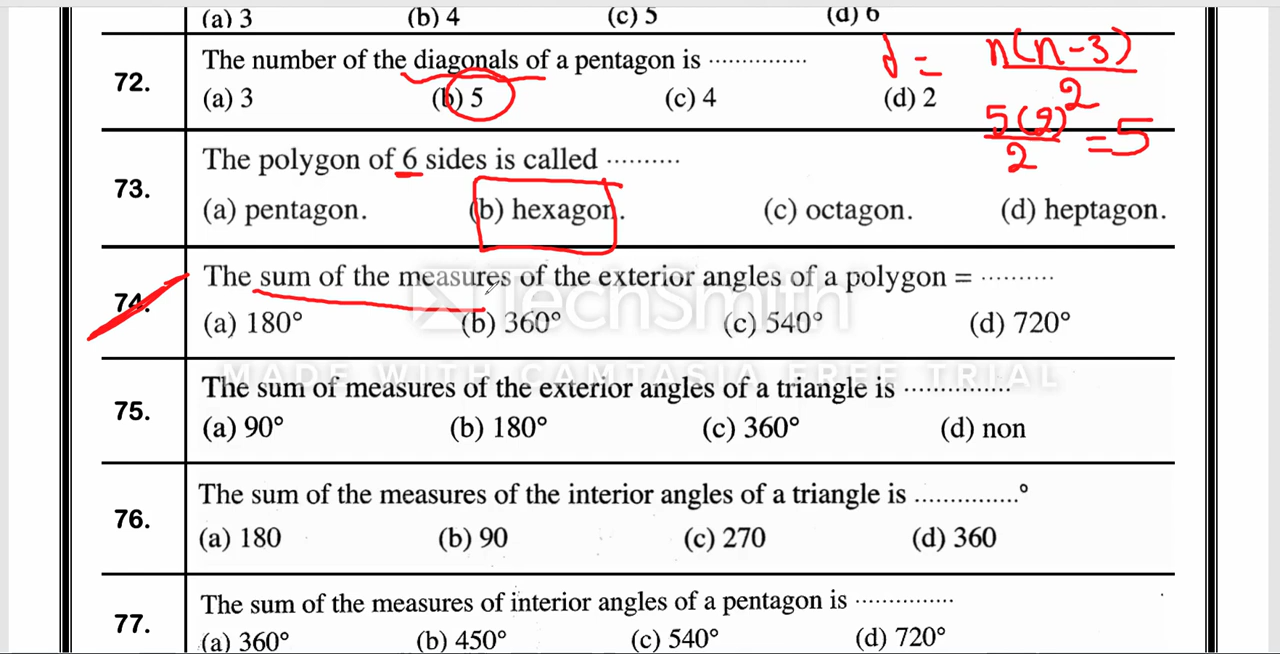 (a) 3 (b) 4 (c) 5 (d) 6
72. The number of the diagonals of a pentagon is ..............
(a) 3 (b) 5 (c) 4 (d) 2
d = n(n-3)
2
5(2)
2
=5
73. The polygon of 6 sides is called ..........
(a) pentagon. (b) hexagon. (c) octagon. (d) heptagon.
74. The sum of the measures of the exterior angles of a polygon = ..........
(a) 180° (b) 360° (c) 540° (d) 720°
TechSmith
MADE WITH CAMTASIA FREE TRIAL
75. The sum of measures of the exterior angles of a triangle is ...............
(a) 90° (b) 180° (c) 360° (d) non
76. The sum of the measures of the interior angles of a triangle is ..............°
(a) 180 (b) 90 (c) 270 (d) 360
77. The sum of the measures of interior angles of a pentagon is ..............
(a) 360° (b) 450° (c) 540° (d) 720°